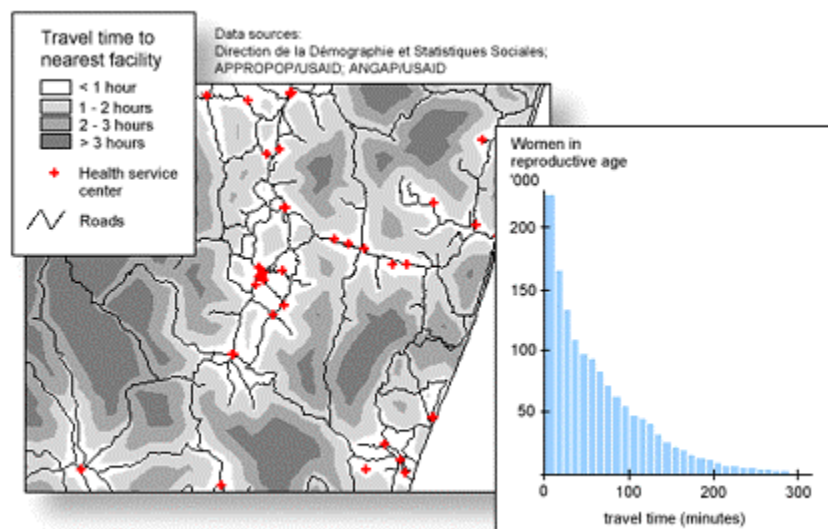 Travel time to
nearest facility
< 1 hour
1 - 2 hours
2 - 3 hours
> 3 hours
Health service
center
Roads
Data sources:
Direction de la Démographie et Statistiques Sociales;
APPROPOP/USAID; ANGAP/USAID
Women in
reproductive age
'000
200
150
100
50
0
100
200
300
travel time (minutes)